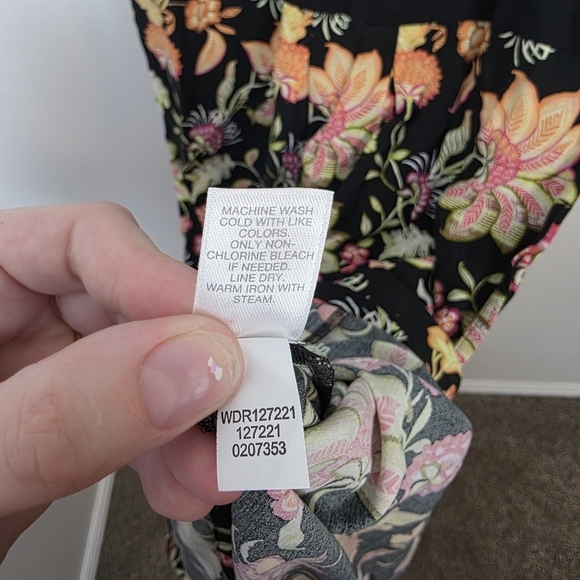 MACHINE WASH
COLD WITH LIKE
COLORS.
ONLY NON-
CHLORINE BLEACH
IF NEEDED.
LINE DRY.
WARM IRON WITH
STEAM.
WDR127221
127221
0207353